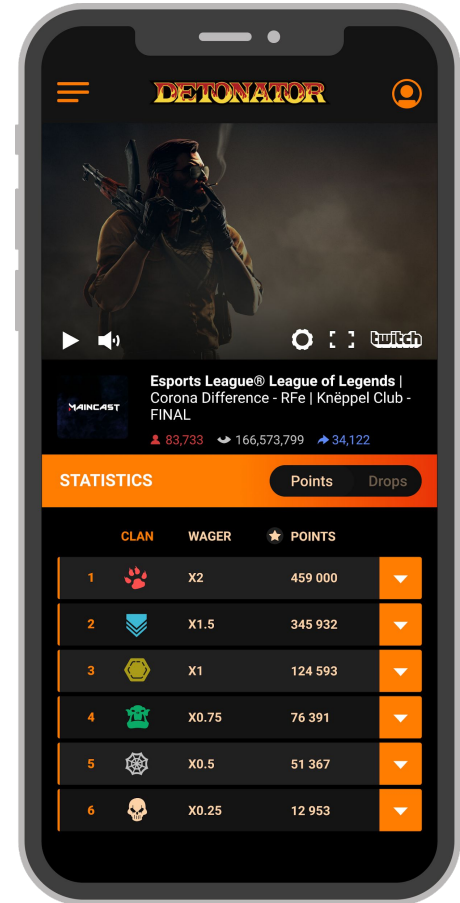 DETONATOR
twitch
MAINCAST
Esports League® League of Legends |
Corona Difference - RFe | Knëppel Club -
FINAL
83,733 166,573,799 34,122
STATISTICS Points Drops
CLAN WAGER POINTS
1 X2 459 000
2 X1.5 345 932
3 X1 124 593
4 X0.75 76 391
5 X0.5 51 367
6 X0.25 12 953